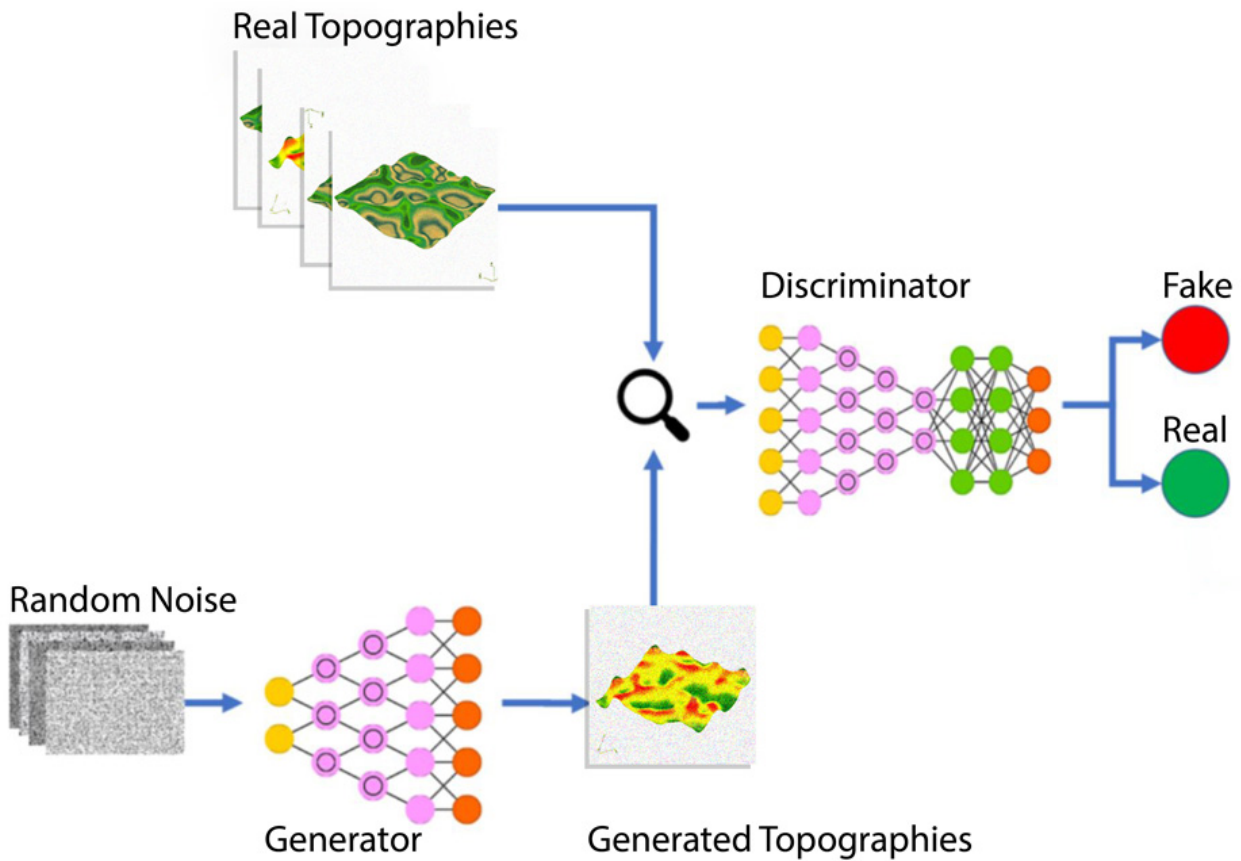 Real Topographies
Discriminator
Fake
Real
Random Noise
Generator
Generated Topographies